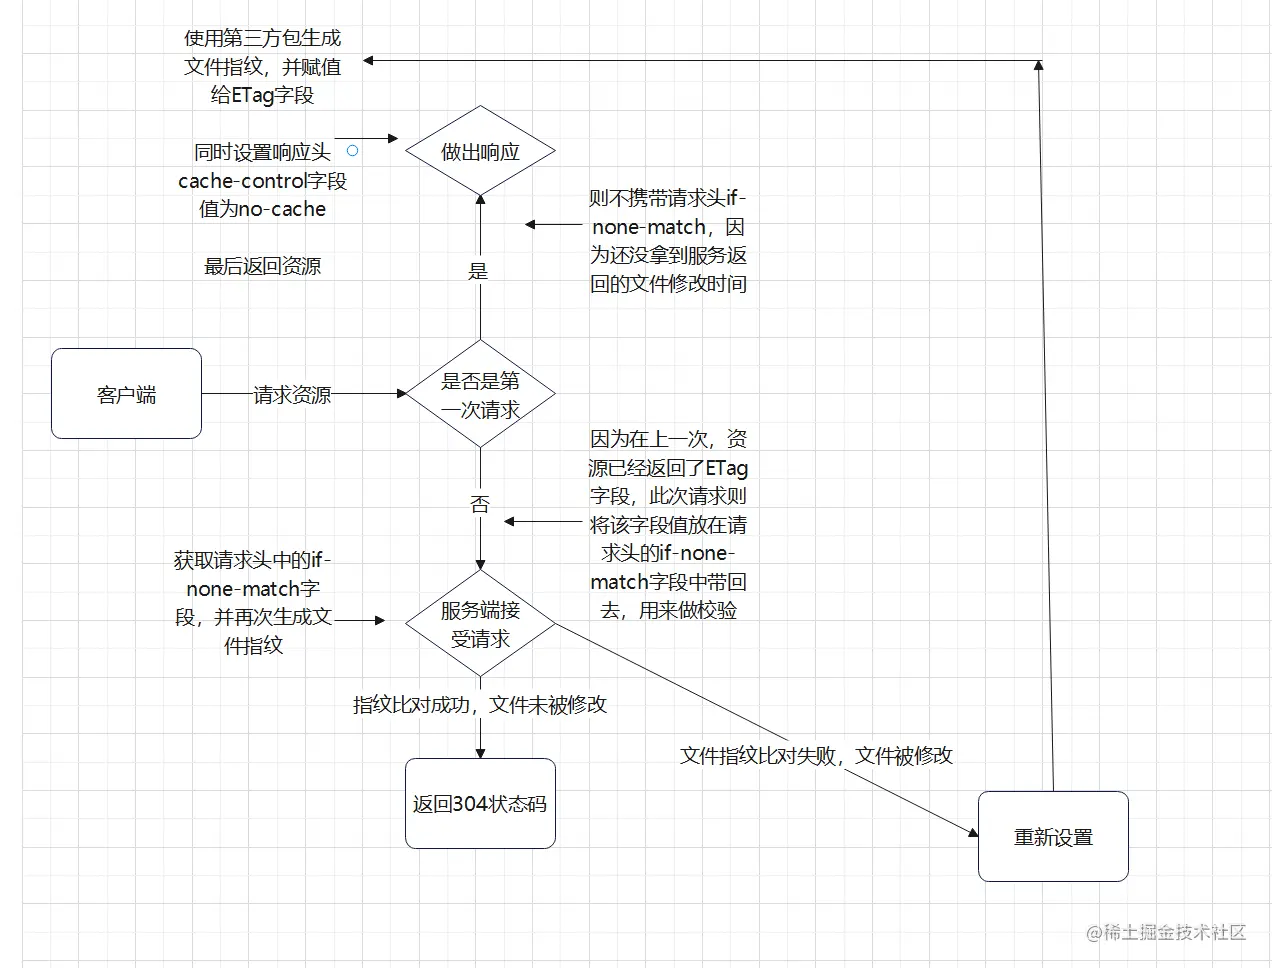 使用第三方包生成
文件指纹，并赋值
给ETag字段
同时设置响应头
cache-control字段
值为no-cache
最后返回资源
做出响应
则不携带请求头if-
none-match，因
为还没拿到服务返
回的文件修改时间
是
客户端
请求资源
是否是第
一次请求
因为在上一次，资
源已经返回了ETag
字段，此次请求则
将该字段值放在请
求头的if-none-
match字段中带回
去，用来做校验
否
获取请求头中的if-
none-match字
段，并再次生成文
件指纹
服务端接
受请求
指纹比对成功，文件未被修改
文件指纹比对失败，文件被修改
返回304状态码
重新设置
@稀土掘金技术社区